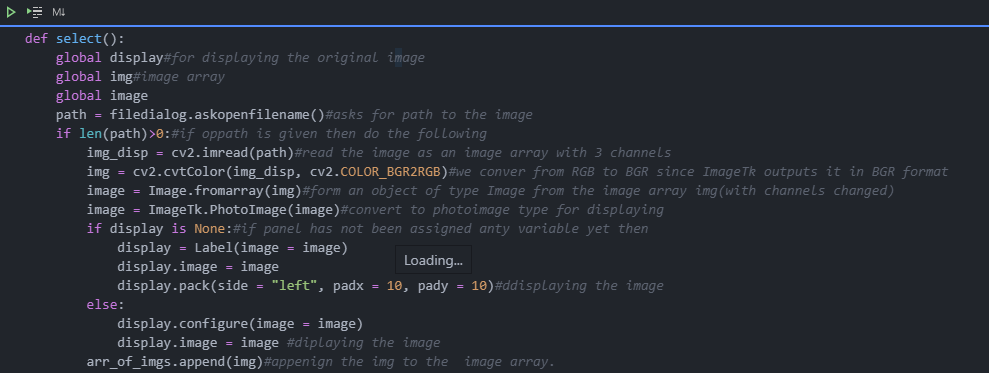 M↓
def select():
    global display#for displaying the original image
    global img#image array
    global image
    path = filedialog.askopenfilename()#asks for path to the image
    if len(path)>0:#if oppath is given then do the following
        img_disp = cv2.imread(path)#read the image as an image array with 3 channels
        img = cv2.cvtColor(img_disp, cv2.COLOR_BGR2RGB)#we conver from RGB to BGR since ImageTk outputs it in BGR format
        image = Image.fromarray(img)#form an object of type Image from the image array img(with channels changed)
        image = ImageTk.PhotoImage(image)#convert to photoimage type for displaying
        if display is None:#if panel has not been assigned anty variable yet then
            display = Label(image = image)
            display.image = image
Loading...
            display.pack(side = "left", padx = 10, pady = 10)#ddisplaying the image
        else:
            display.configure(image = image)
            display.image = image #diplaying the image
        arr_of_imgs.append(img)#appenign the img to the  image array.